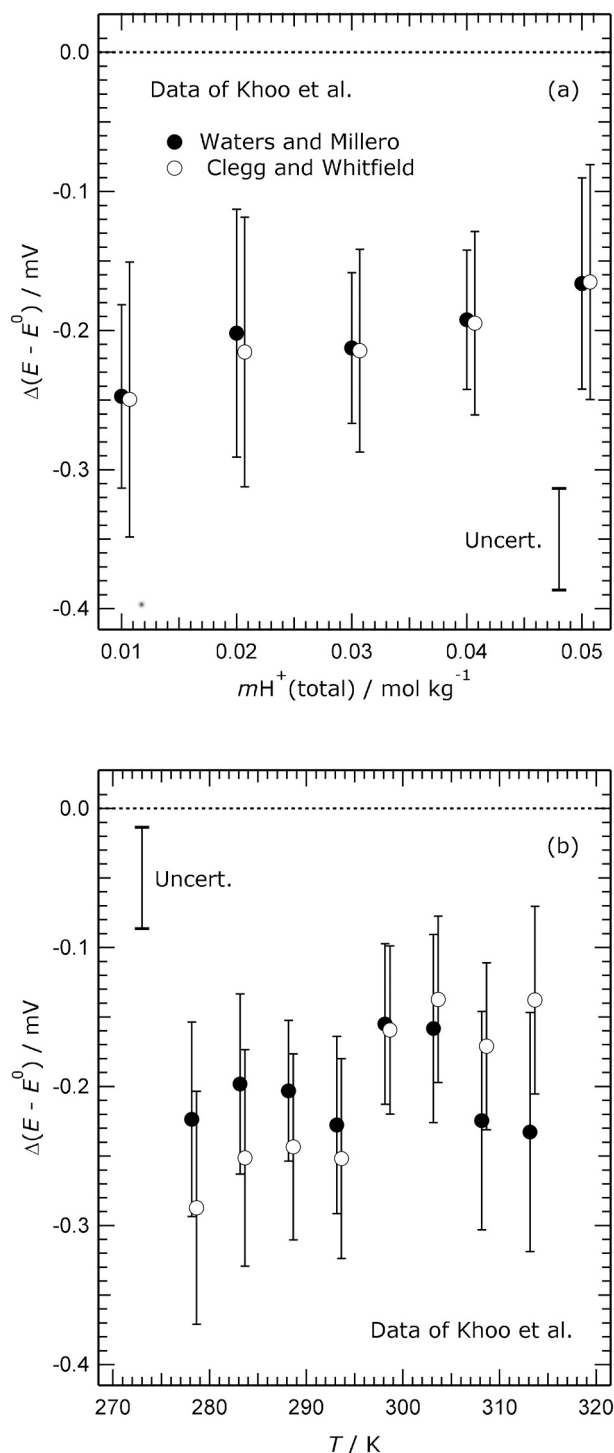 0.0
Data of Khoo et al.
(a)
Waters and Millero
Clegg and Whitfield
-0.1
-0.2
-0.3
-0.4
Δ(E - E⁰) / mV
Uncert.
0.01 0.02 0.03 0.04 0.05
mH⁺(total) / mol kg⁻¹
0.0
(b)
Uncert.
-0.1
-0.2
-0.3
-0.4
Δ(E - E⁰) / mV
Data of Khoo et al.
270 280 290 300 310 320
T / K